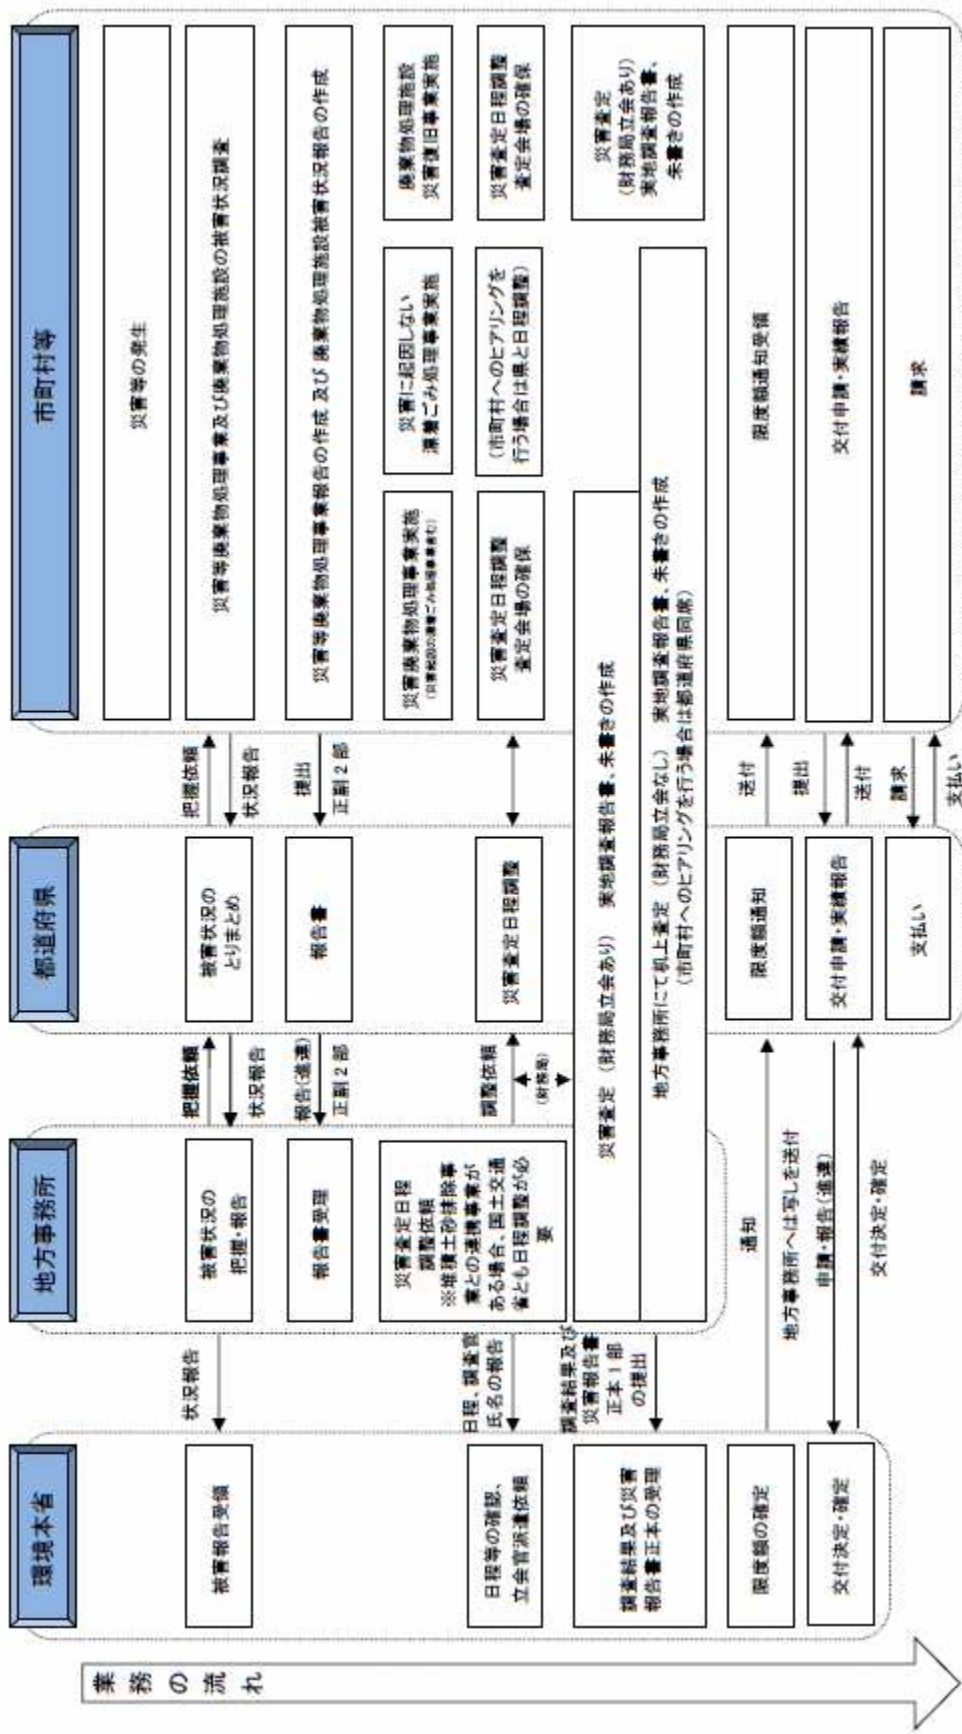 業務の流れ
環境本省
地方事務所
都道府県
市町村等
災害等の発生
被害報告受領
状況報告
被害状況の
把握・報告
把握依頼
状況報告
被害状況の
とりまとめ
把握依頼
状況報告
災害等廃棄物処理事業及び廃棄物処理施設の被害状況調査
報告書受理
報告(進達)
正副2部
報告書
提出
正副2部
災害等廃棄物処理事業報告の作成 及び 廃棄物処理施設被害状況報告の作成
災害廃棄物処理事業実施
(災害起因の漂着ごみ処理事業含む)
災害に起因しない
漂着ごみ処理事業実施
廃棄物処理施設
災害復旧事業実施
日程等の確認、
立会官派遣依頼
日程、調査官
氏名の報告
災害査定日程
調整依頼
※堆積土砂排除事
業との連携事業が
ある場合、国土交通
省とも日程調整が必
要
調整依頼
(財務局)
災害査定日程調整
災害査定日程調整
査定会場の確保
(市町村へのヒアリングを
行う場合は県と日程調整)
災害査定日程調整
査定会場の確保
調査結果及び災害
報告書正本の受理
調査結果及び
災害報告書
正本1部
の提出
災害査定 (財務局立会あり) 実地調査報告書、朱書きの作成
地方事務所にて机上査定 (財務局立会なし) 実地調査報告書、朱書きの作成
(市町村へのヒアリングを行う場合は都道府県同席)
災害査定
(財務局立会あり)
実地調査報告書、
朱書きの作成
限度額の確定
通知
地方事務所へは写しを送付
限度額通知
送付
限度額通知受領
交付決定・確定
申請・報告(進達)
交付決定・確定
交付申請・実績報告
提出
送付
交付申請・実績報告
支払い
請求
支払い
請求